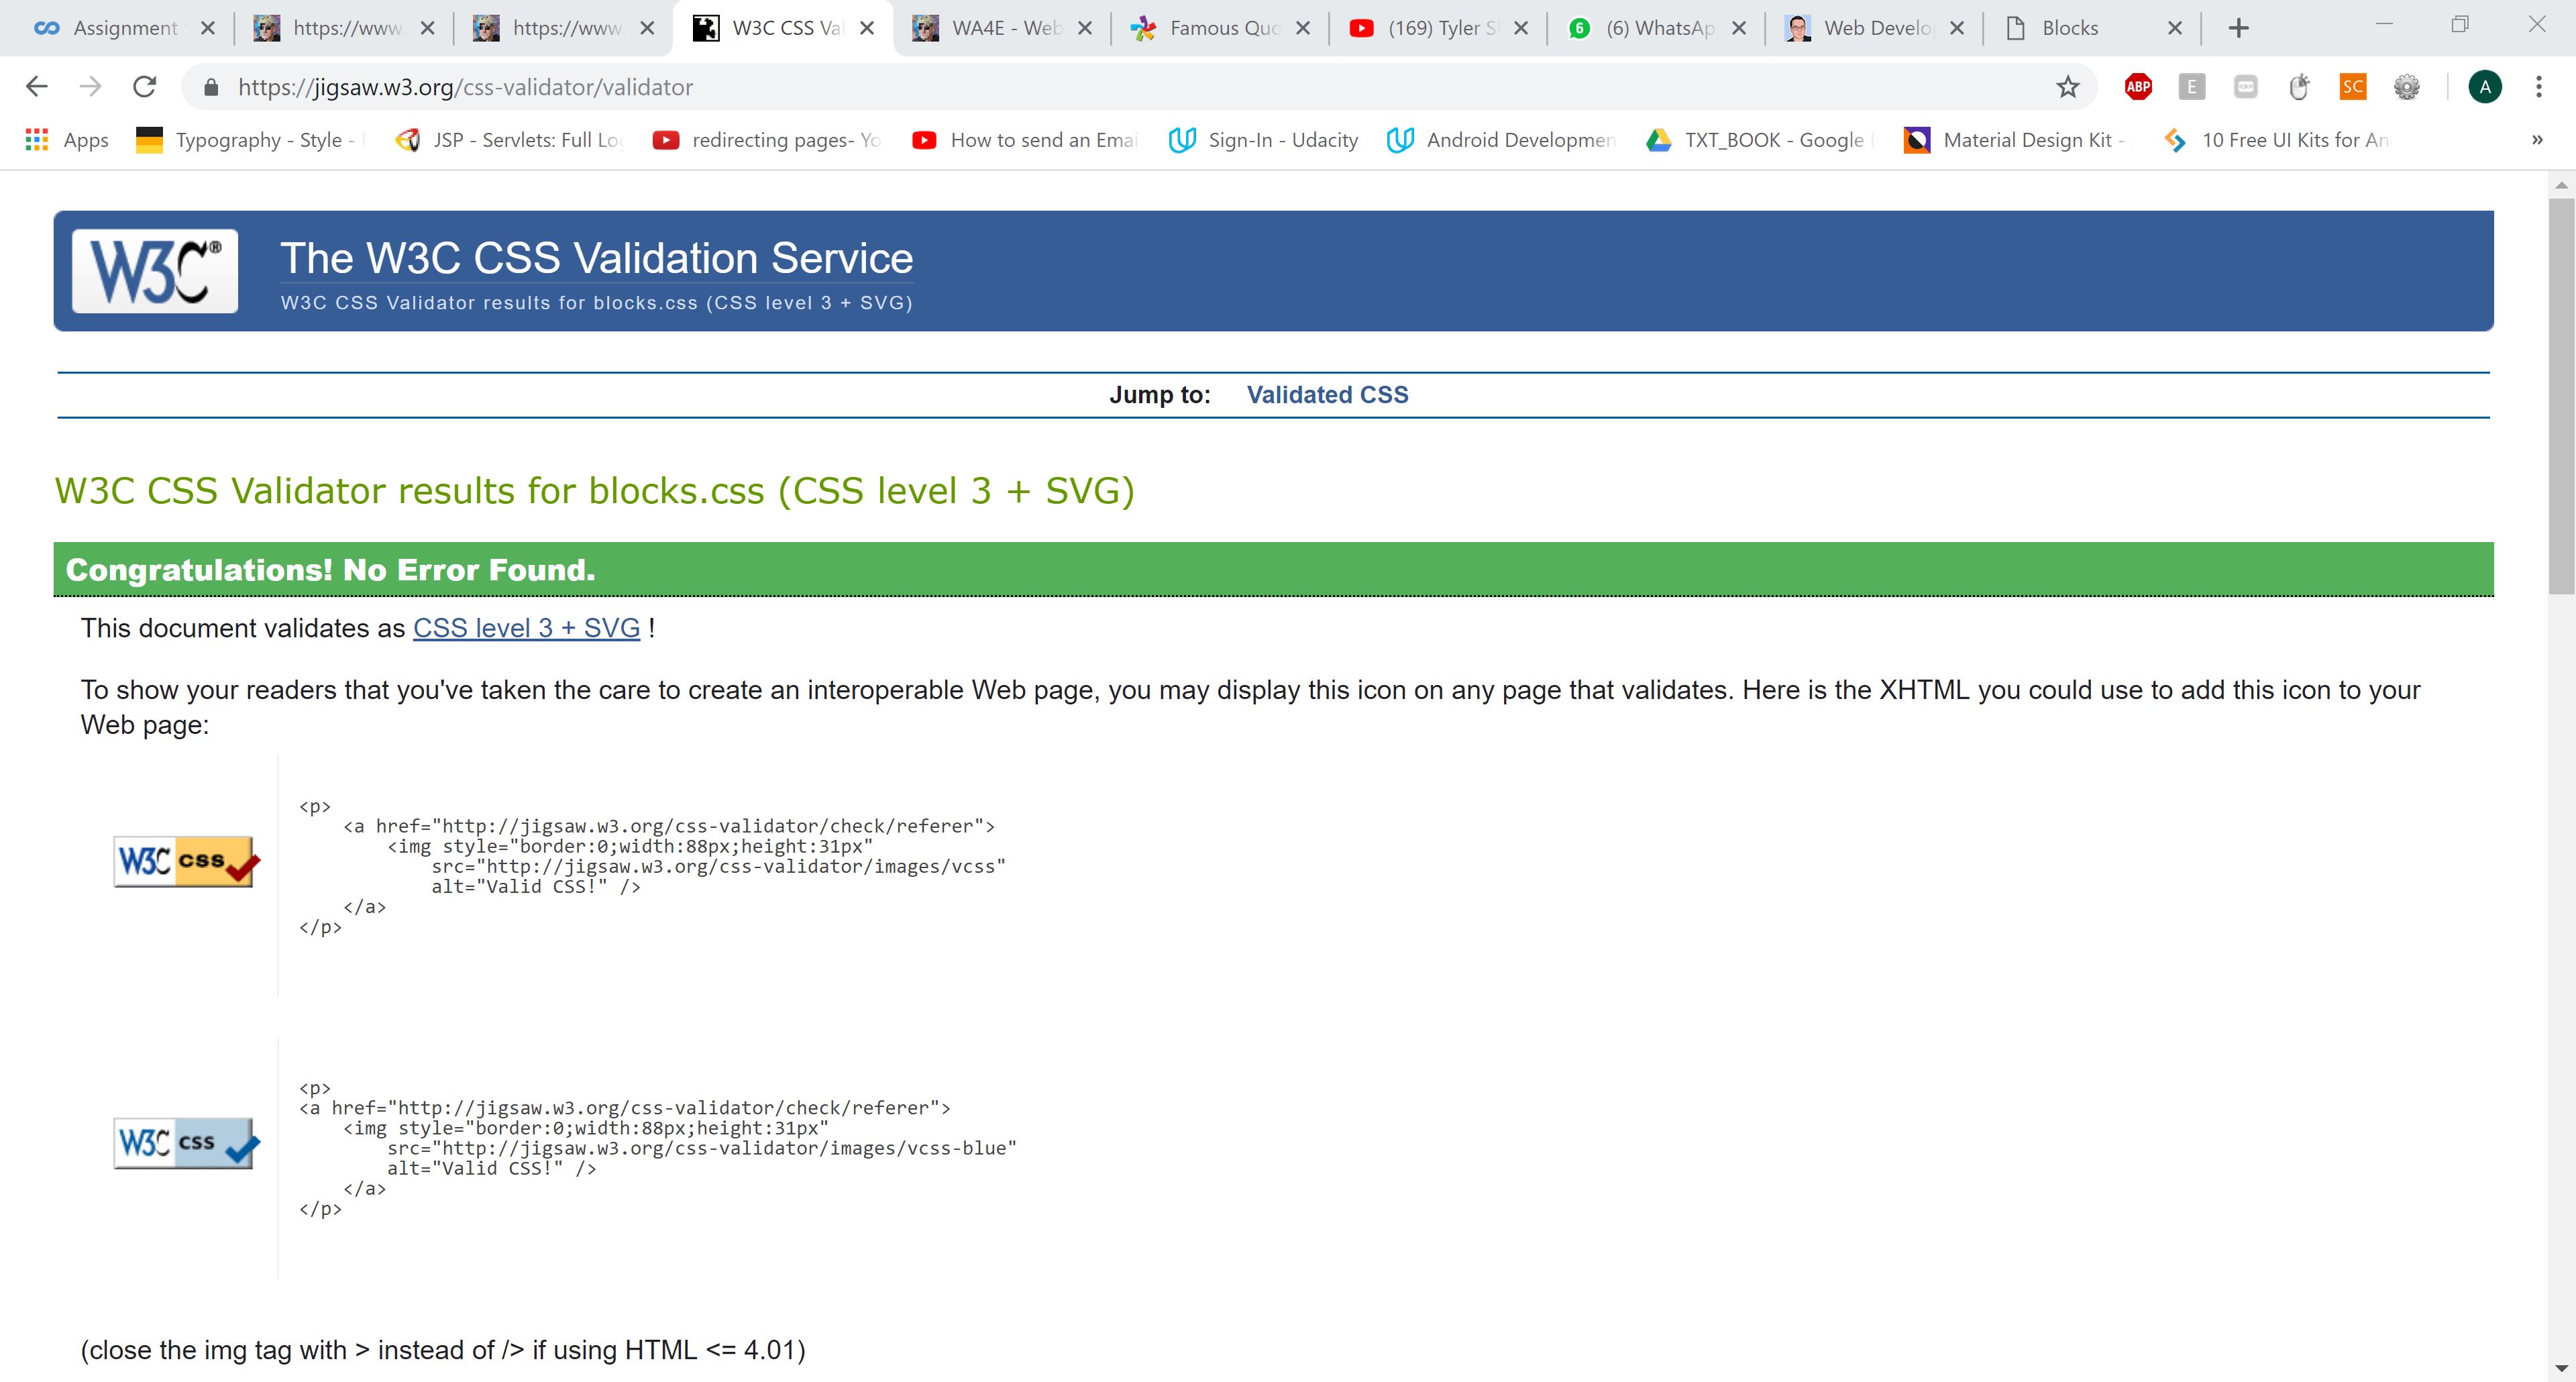 Assignment
https://www.
https://www.
W3C CSS Val
WA4E - Web
Famous Quo
(169) Tyler S
6 (6) WhatsAp
Web Develo
Blocks
https://jigsaw.w3.org/css-validator/validator
ABP
E
SC
A
Apps
Typography - Style -
JSP - Servlets: Full Lo
redirecting pages- Yo
How to send an Emai
Sign-In - Udacity
Android Developmen
TXT_BOOK - Google
Material Design Kit -
10 Free UI Kits for An
»
W3C®
The W3C CSS Validation Service
W3C CSS Validator results for blocks.css (CSS level 3 + SVG)
Jump to: Validated CSS
W3C CSS Validator results for blocks.css (CSS level 3 + SVG)
Congratulations! No Error Found.
This document validates as CSS level 3 + SVG !
To show your readers that you've taken the care to create an interoperable Web page, you may display this icon on any page that validates. Here is the XHTML you could use to add this icon to your
Web page:
W3C css
<p>
<a href="http://jigsaw.w3.org/css-validator/check/referer">
<img style="border:0;width:88px;height:31px"
src="http://jigsaw.w3.org/css-validator/images/vcss"
alt="Valid CSS!" />
</a>
</p>
W3C css
<p>
<a href="http://jigsaw.w3.org/css-validator/check/referer">
<img style="border:0;width:88px;height:31px"
src="http://jigsaw.w3.org/css-validator/images/vcss-blue"
alt="Valid CSS!" />
</a>
</p>
(close the img tag with > instead of /> if using HTML <= 4.01)